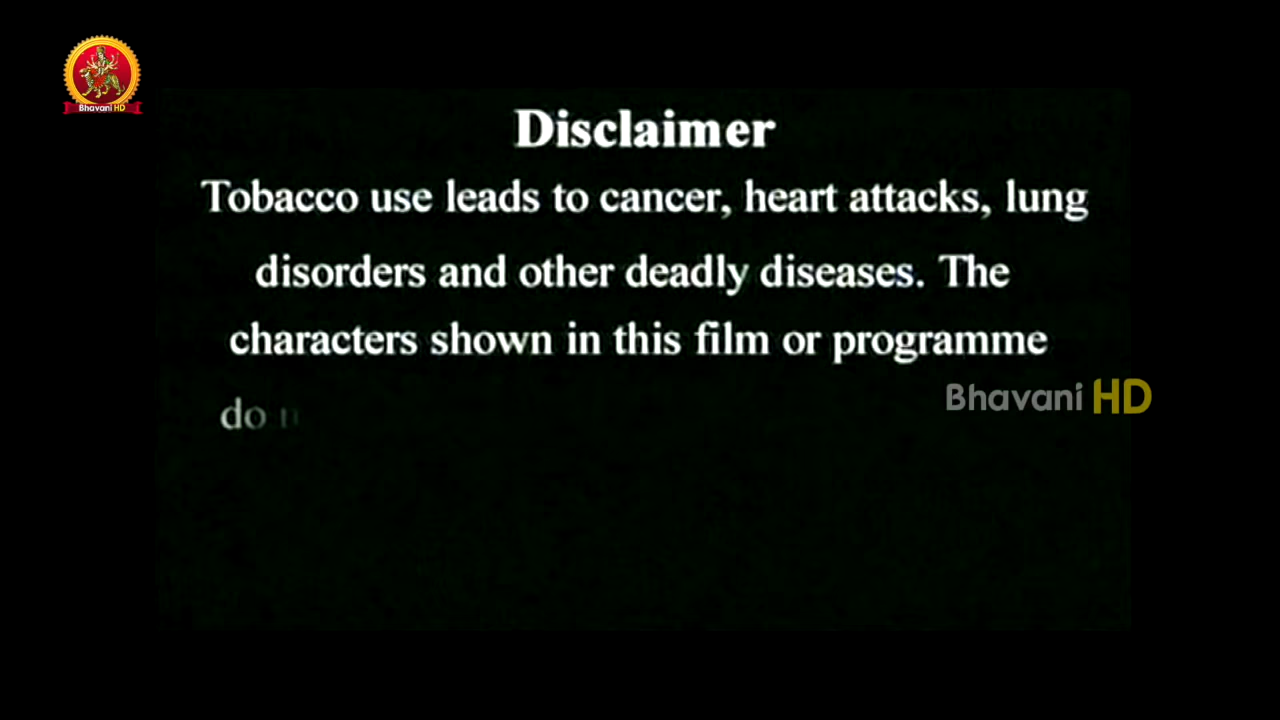 Bhavani HD
Disclaimer
Tobacco use leads to cancer, heart attacks, lung
disorders and other deadly diseases. The
characters shown in this film or programme
do n
Bhavani HD